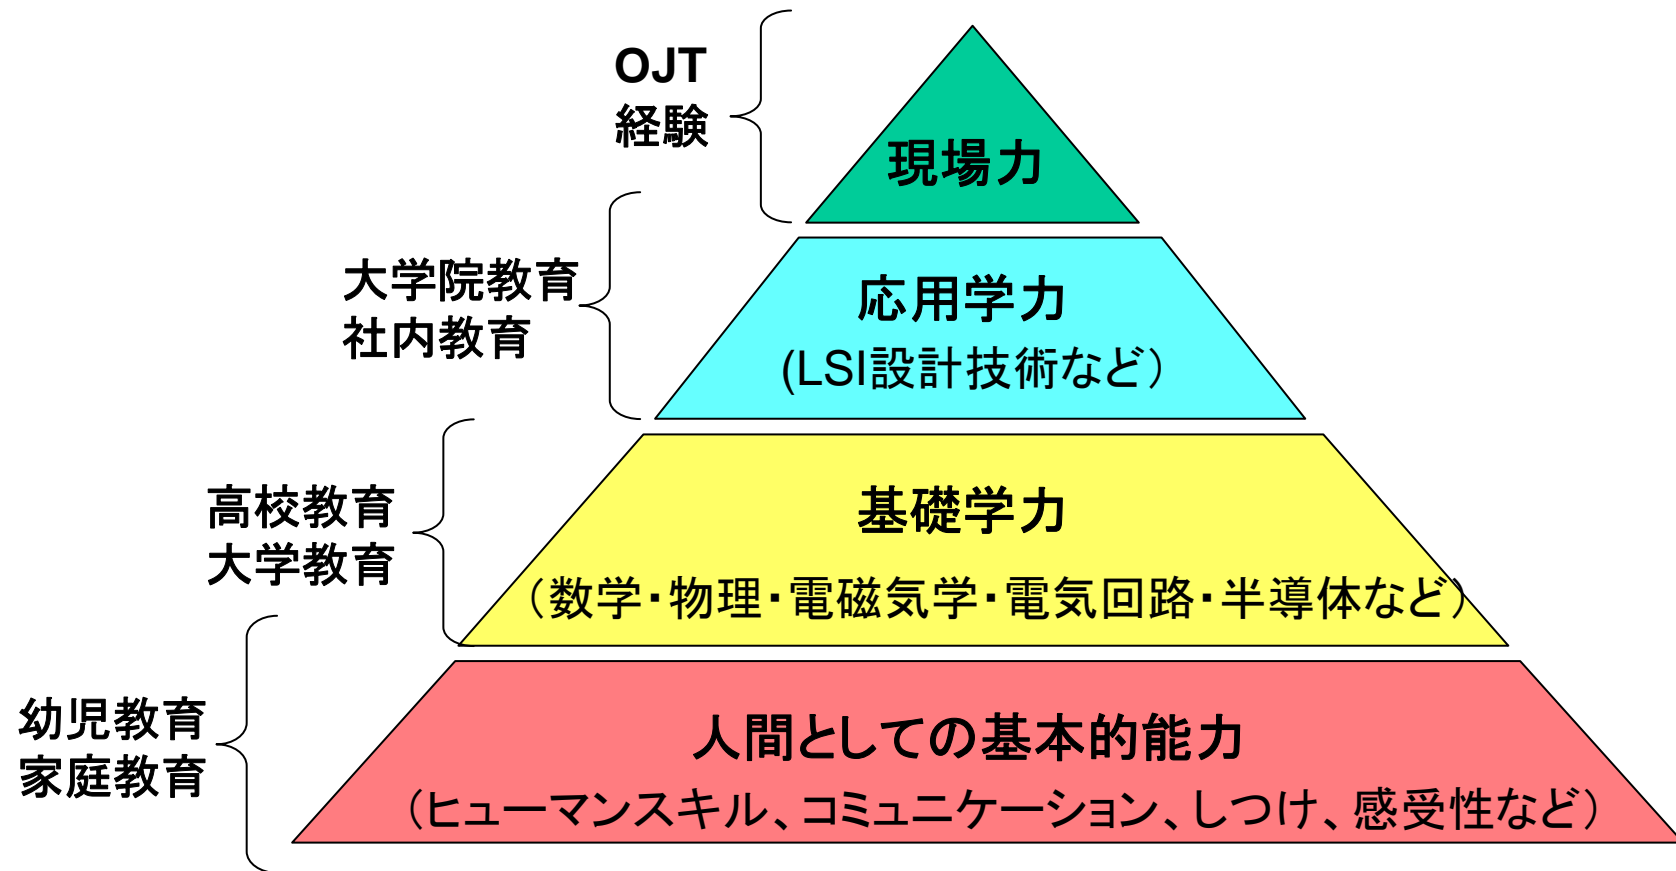 OJT
経験
現場力
大学院教育
社内教育
応用学力
(LSI設計技術など）
高校教育
大学教育
基礎学力
（数学・物理・電磁気学・電気回路・半導体など）
幼児教育
家庭教育
人間としての基本的能力
（ヒューマンスキル、コミュニケーション、しつけ、感受性など）